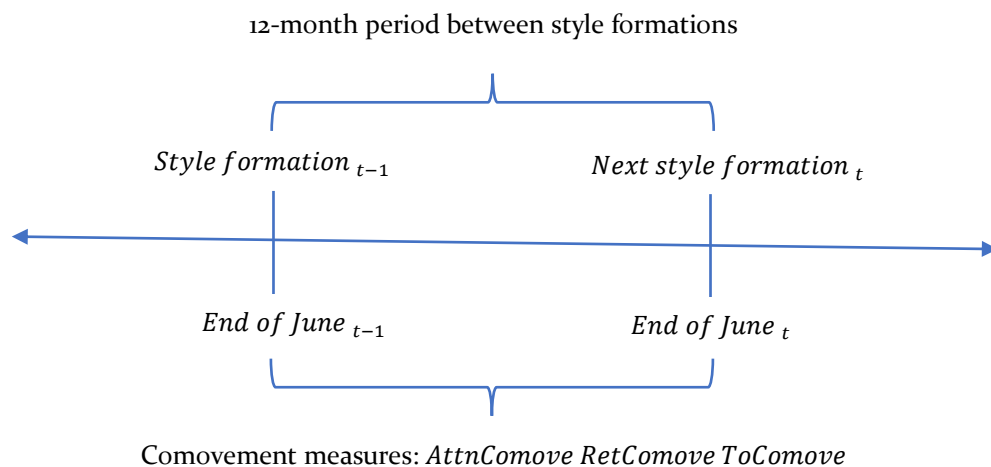 12-month period between style formations
Style formation t−1 Next style formation t
End of June t−1 End of June t
Comovement measures: AttnComove RetComove ToComove